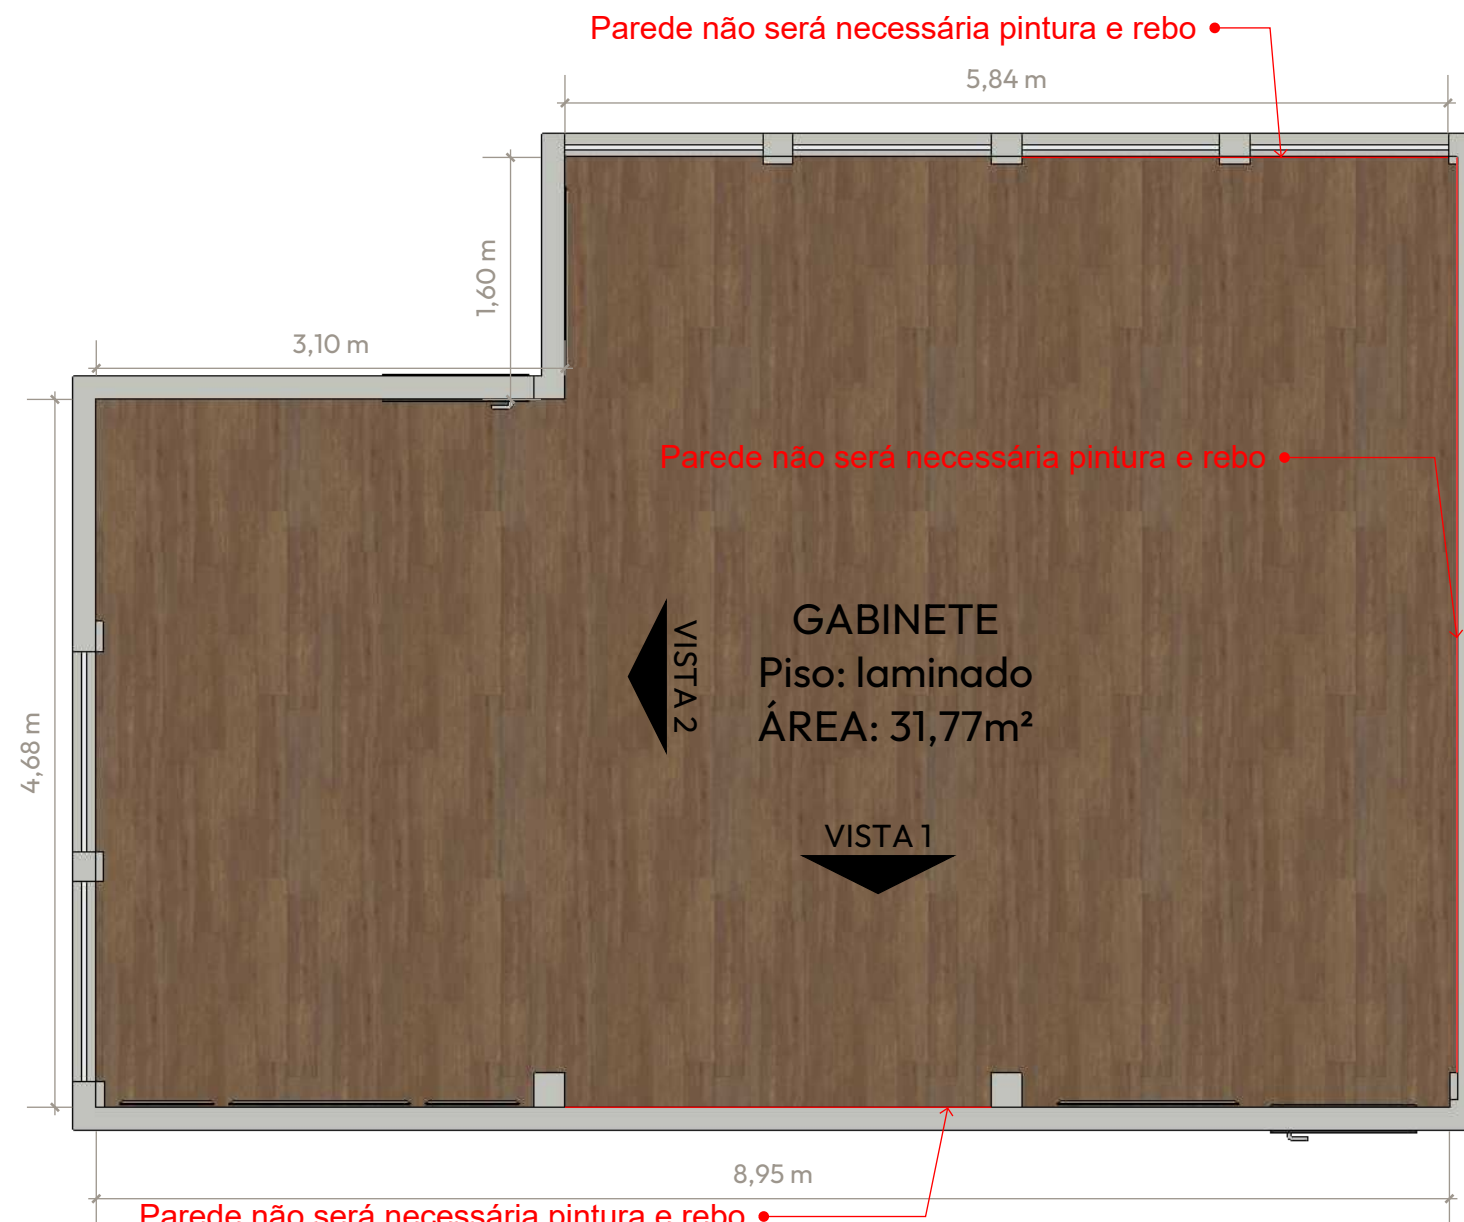 Parede não será necessária pintura e rebo
5,84 m
1,60 m
3,10 m
Parede não será necessária pintura e rebo
GABINETE
Piso: laminado
ÁREA: 31,77m²
VISTA 2
4,68 m
VISTA 1
8,95 m
Parede não será necessária pintura e rebo